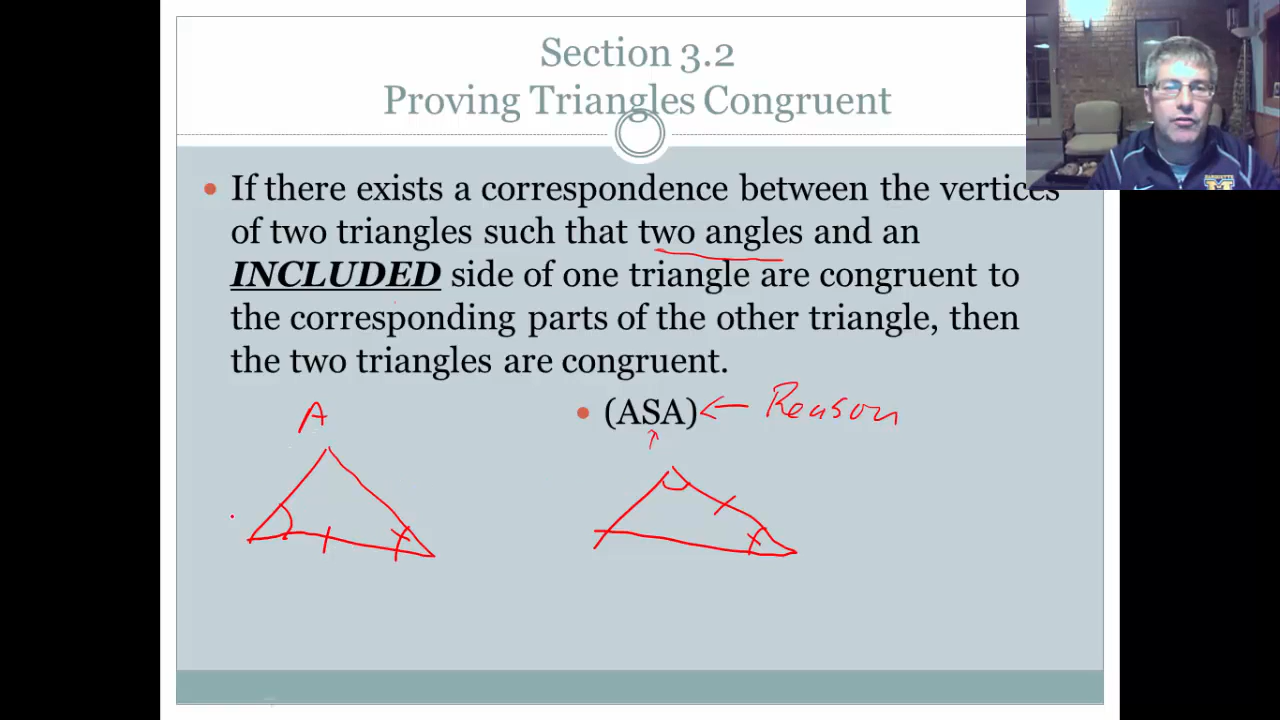 Section 3.2
Proving Triangles Congruent
• If there exists a correspondence between the vertices
of two triangles such that two angles and an
INCLUDED side of one triangle are congruent to
the corresponding parts of the other triangle, then
the two triangles are congruent.
• (ASA) ← Reason
A